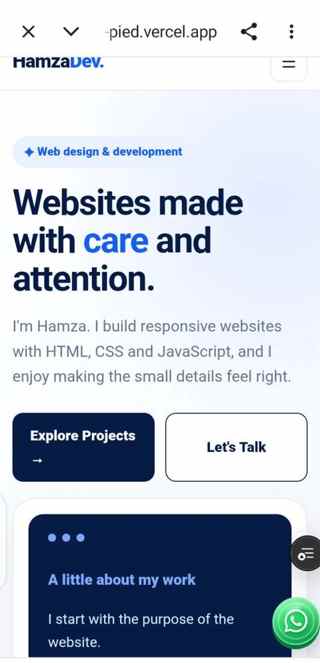 -pied.vercel.app
HamzaDev.
✦ Web design & development
Websites made
with care and
attention.
I'm Hamza. I build responsive websites
with HTML, CSS and JavaScript, and I
enjoy making the small details feel right.
Explore Projects
→
Let's Talk
A little about my work
I start with the purpose of the
website.